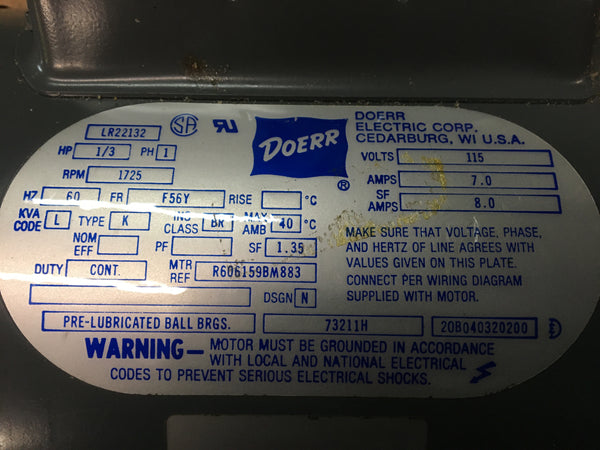 LR22132 SA RU DOERR ®
DOERR
ELECTRIC CORP.
CEDARBURG, WI U.S.A.
HP 1/3 PH 1
VOLTS 115
RPM 1725
AMPS 7.0
HZ 60 FR F56Y RISE °C
SF AMPS 8.0
KVA CODE L TYPE K INS CLASS BR MAX AMB 40 °C
NOM EFF PF SF 1.35
DUTY CONT. MTR REF R606159BM883
DSGN N
MAKE SURE THAT VOLTAGE, PHASE,
AND HERTZ OF LINE AGREES WITH
VALUES GIVEN ON THIS PLATE.
CONNECT PER WIRING DIAGRAM
SUPPLIED WITH MOTOR.
PRE-LUBRICATED BALL BRGS. 73211H 20B040320200 E
WARNING— MOTOR MUST BE GROUNDED IN ACCORDANCE
WITH LOCAL AND NATIONAL ELECTRICAL
CODES TO PREVENT SERIOUS ELECTRICAL SHOCKS.